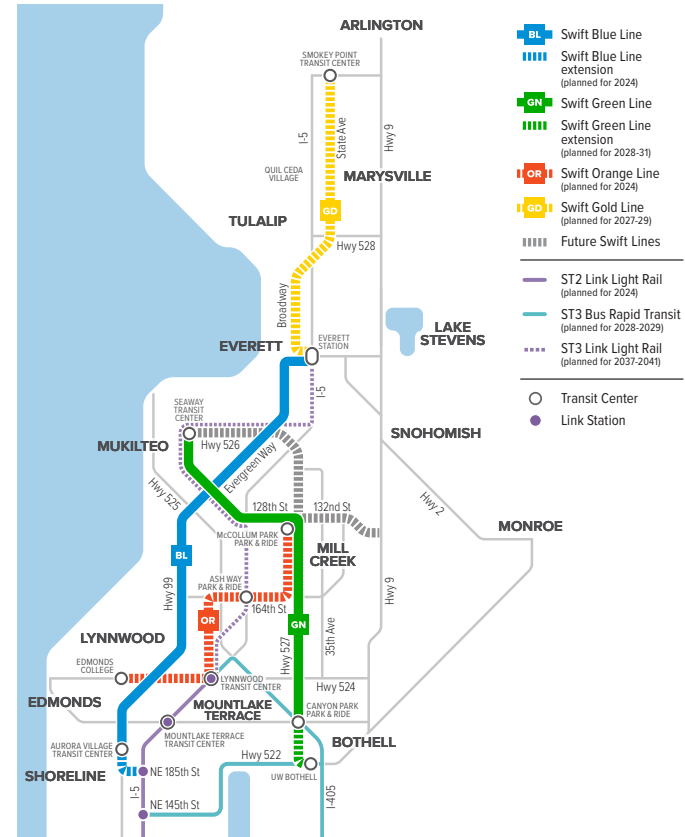 ARLINGTON
SMOKEY POINT
TRANSIT CENTER
I-5
State Ave
Hwy 9
QUIL CEDA
VILLAGE
MARYSVILLE
GD
TULALIP
Hwy 528
Broadway
EVERETT
EVERETT
STATION
LAKE
STEVENS
I-5
SEAWAY
TRANSIT
CENTER
MUKILTEO
Hwy 526
Evergreen Way
SNOHOMISH
Hwy 525
128th St
132nd St
Hwy 2
McCOLLUM PARK
PARK & RIDE
MONROE
BL
MILL
CREEK
ASH WAY
PARK & RIDE
Hwy 99
164th St
Hwy 9
OR
GN
LYNNWOOD
Hwy 527
35th Ave
EDMONDS
COLLEGE
LYNNWOOD
TRANSIT CENTER
Hwy 524
EDMONDS
MOUNTLAKE
TERRACE
CANYON PARK
PARK & RIDE
MOUNTLAKE TERRACE
TRANSIT CENTER
BOTHELL
AURORA VILLAGE
TRANSIT CENTER
Hwy 522
SHORELINE
NE 185th St
UW BOTHELL
I-5
I-405
NE 145th St
BL
Swift Blue Line
Swift Blue Line
extension
(planned for 2024)
GN
Swift Green Line
Swift Green Line
extension
(planned for 2028-31)
OR
Swift Orange Line
(planned for 2024)
GD
Swift Gold Line
(planned for 2027-29)
Future Swift Lines
ST2 Link Light Rail
(planned for 2024)
ST3 Bus Rapid Transit
(planned for 2028-2029)
ST3 Link Light Rail
(planned for 2037-2041)
Transit Center
Link Station